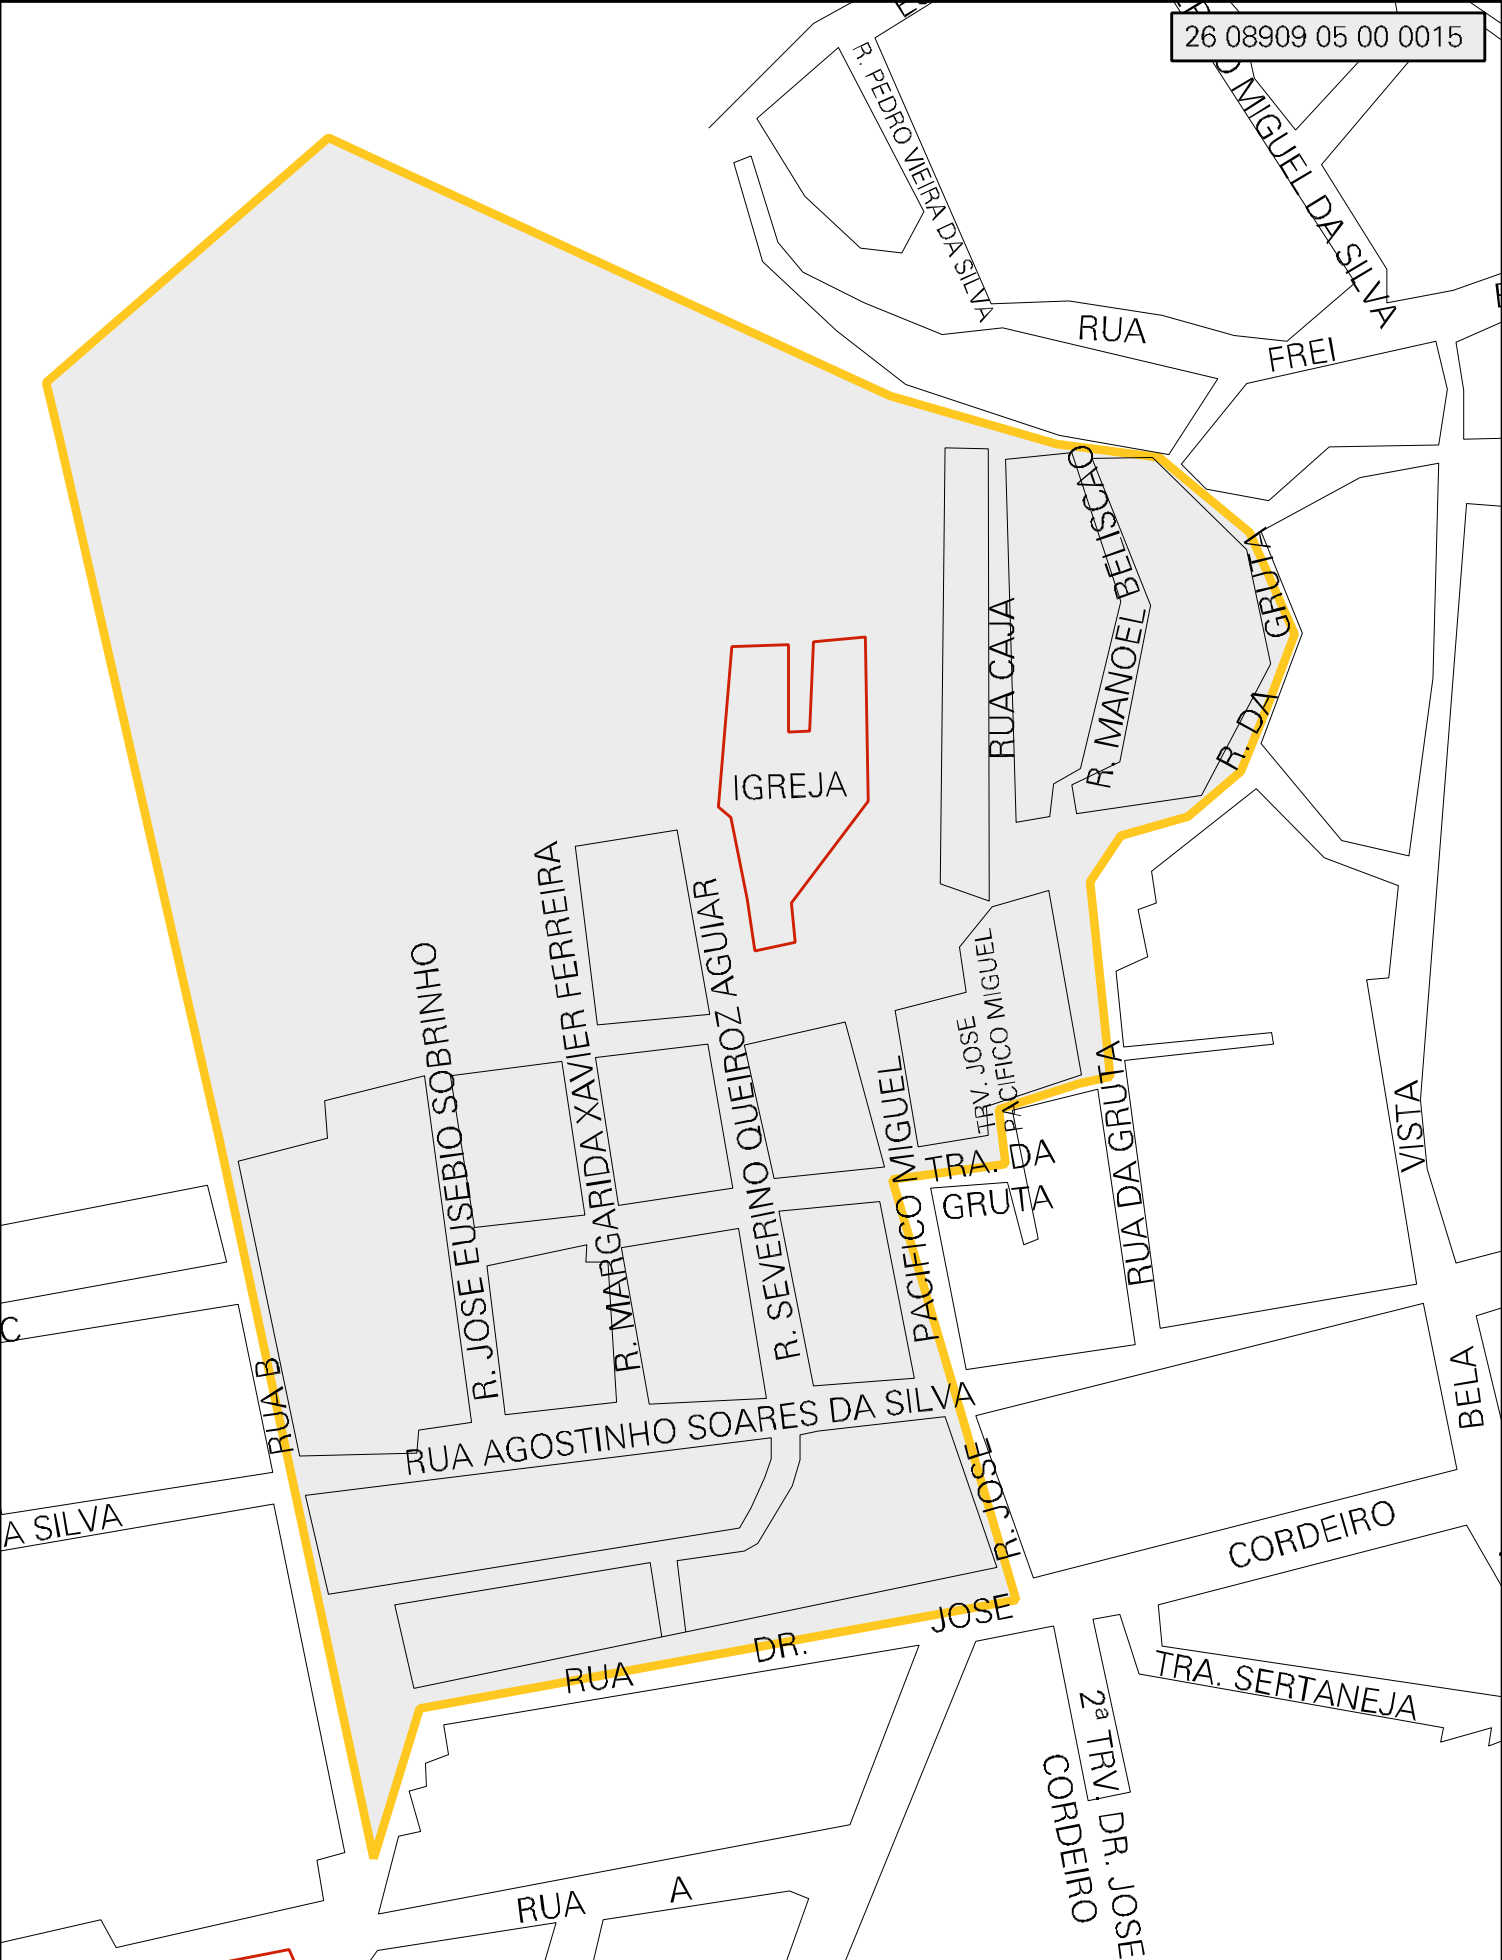 26 08909 05 00 0015
R. PEDRO VIEIRA DA SILVA
MIGUEL DA SILVA
RUA
FREI
R. MANOEL BELISCAO
R. DA GRUTA
RUA CAJA
IGREJA
R. JOSE EUSEBIO SOBRINHO
R. MARGARIDA XAVIER FERREIRA
R. SEVERINO QUEIROZ AGUIAR
TRV. JOSE
PACIFICO MIGUEL
R. JOSE PACIFICO MIGUEL
TRA. DA
GRUTA
RUA DA GRUTA
BELA VISTA
RUA B
C
RUA AGOSTINHO SOARES DA SILVA
A SILVA
RUA DR. JOSE CORDEIRO
TRA. SERTANEJA
2ª TRV. DR. JOSE
CORDEIRO
RUA A